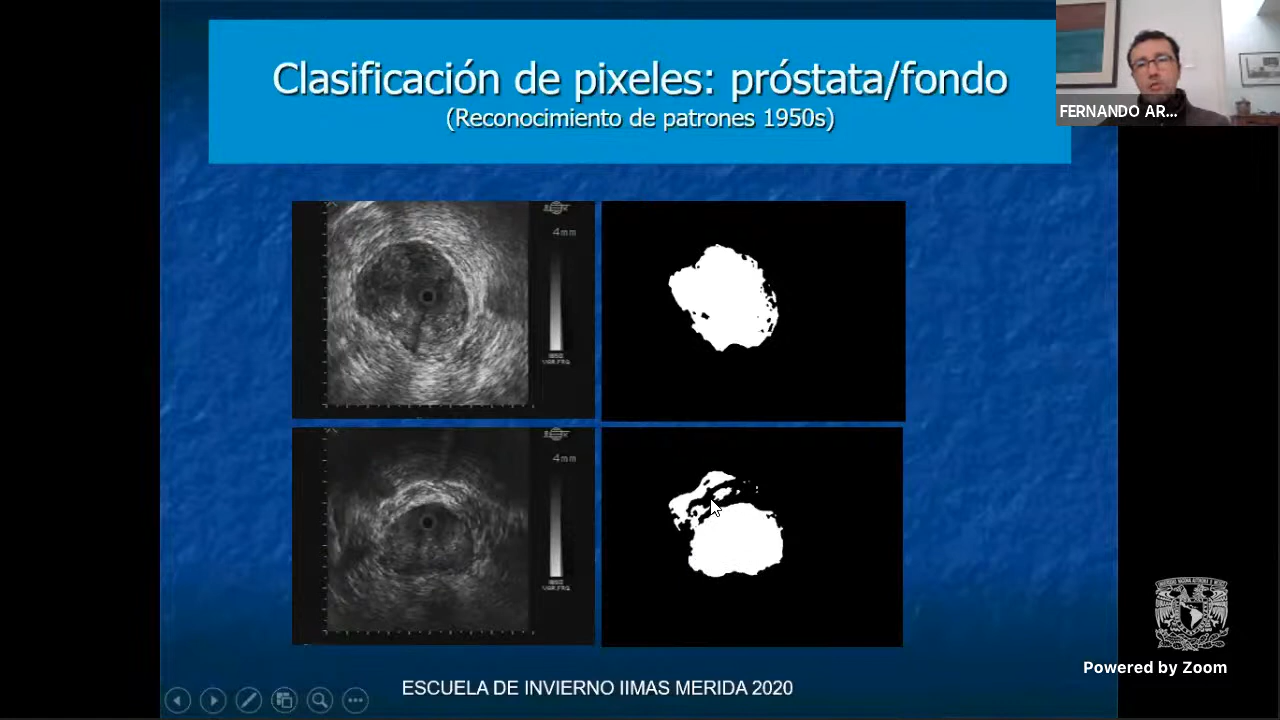 Clasificación de pixeles: próstata/fondo
(Reconocimiento de patrones 1950s)
FERNANDO AR...
4mm
4mm
ESCUELA DE INVIERNO IIMAS MERIDA 2020
Powered by Zoom